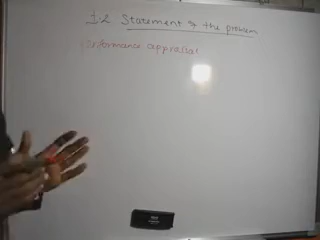 1.2 Statement of the problem
Performance appraisal